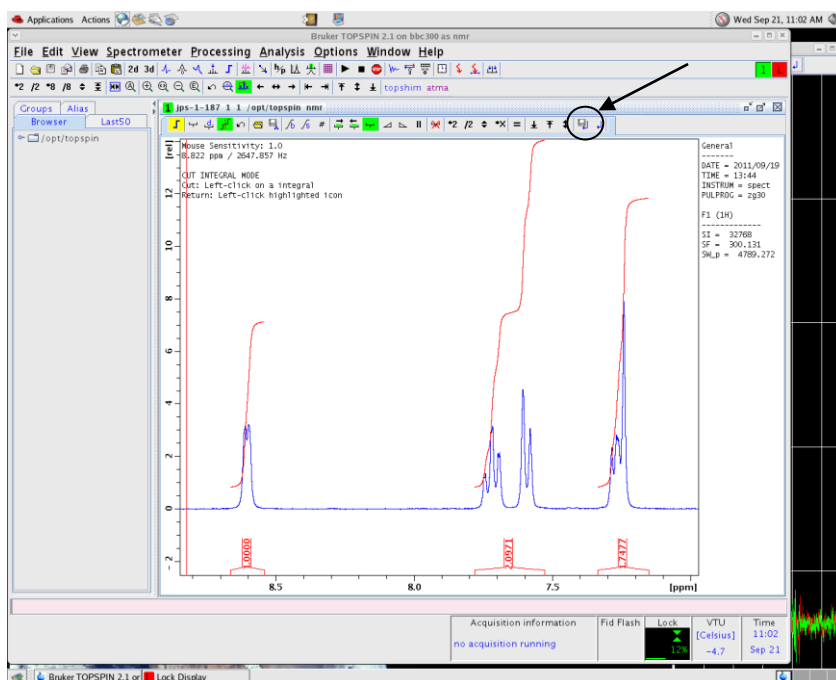 Applications Actions Wed Sep 21, 11:02 AM
Bruker TOPSPIN 2.1 on bbc300 as nmr
File Edit View Spectrometer Processing Analysis Options Window Help
2d 3d
*2 /2 *8 /8 topshim atma
Groups Alias
Browser Last50
/opt/topspin
1 jps-1-187 1 1 /opt/topspin nmr
*2 /2
Mouse Sensitivity: 1.0
8.822 ppm / 2647.857 Hz
CUT INTEGRAL MODE
Cut: Left-click on a integral
Return: Left-click highlighted icon
General
-------
DATE = 2011/09/19
TIME = 13:44
INSTRUM = spect
PULPROG = zg30
F1 (1H)
-------------
SI = 32768
SF = 300.131
SW_p = 4789.272
[rel]
12
10
8
6
4
2
0
-2
1.0000
2.0971
1.7477
8.5 8.0 7.5 [ppm]
Acquisition information Fid Flash Lock VTU Time
no acquisition running
12%
[Celsius]
-4.7
11:02
Sep 21
Bruker TOPSPIN 2.1 or Lock Display